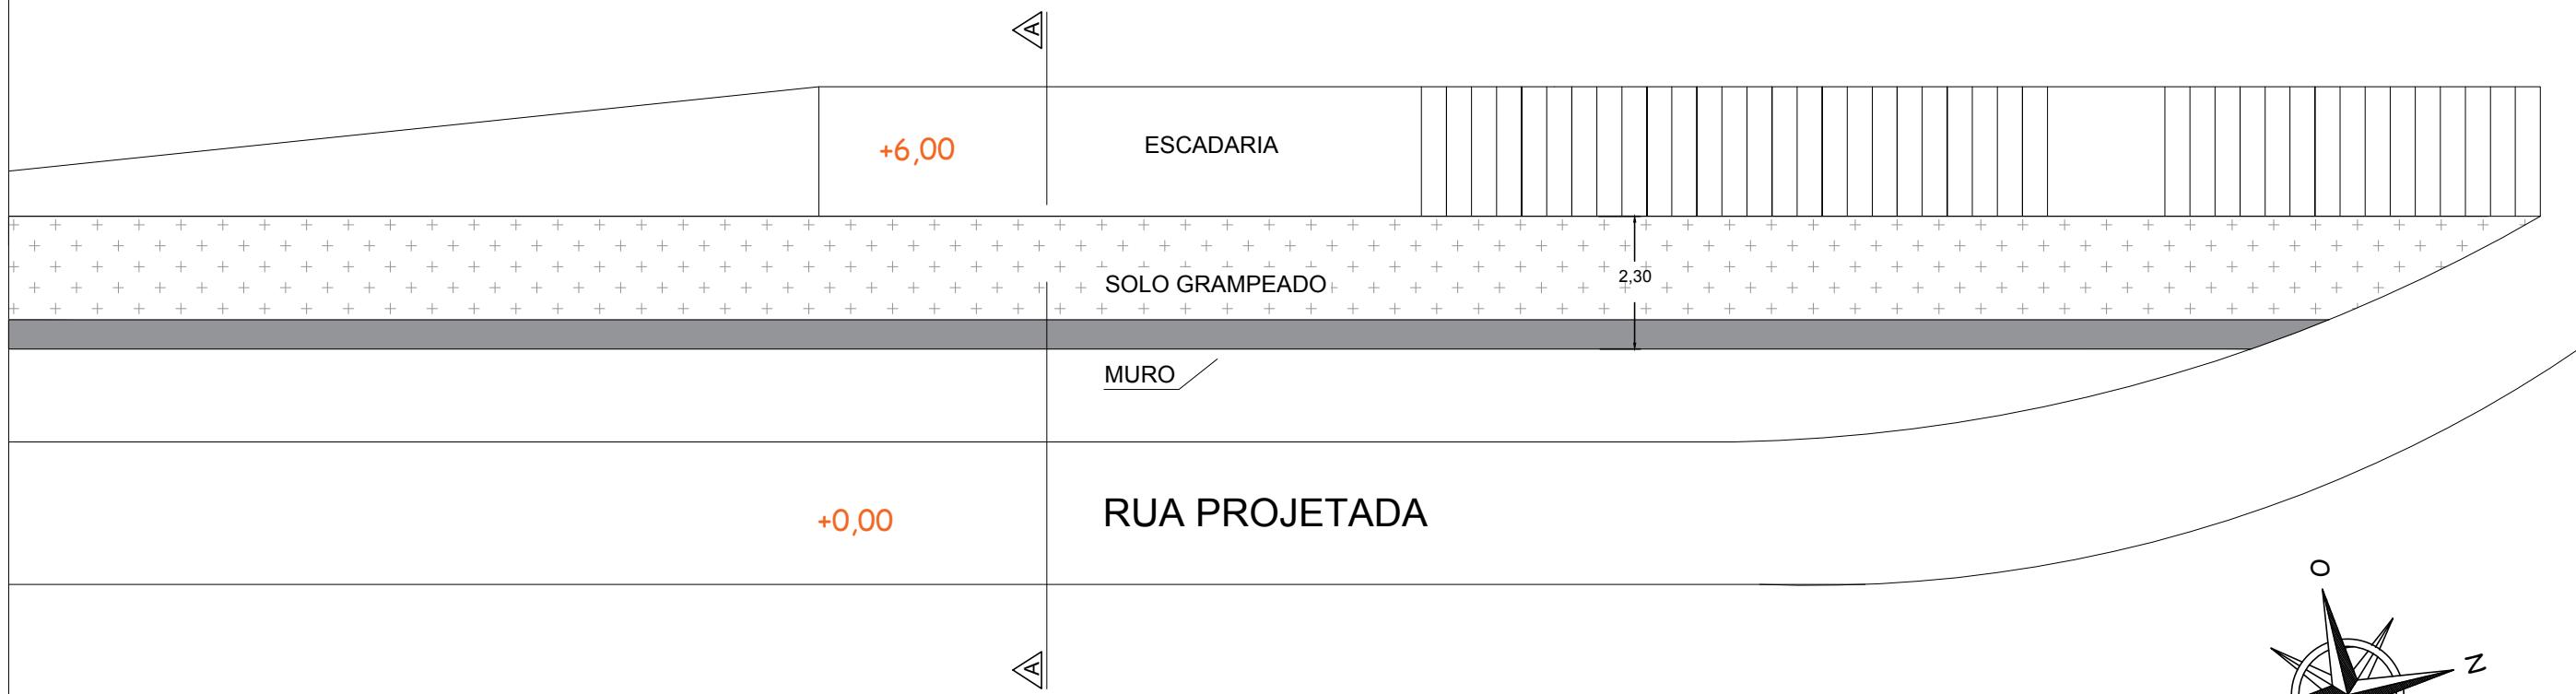 A
+6,00
ESCADARIA
SOLO GRAMPEADO
2,30
MURO
+0,00
RUA PROJETADA
O
N
A